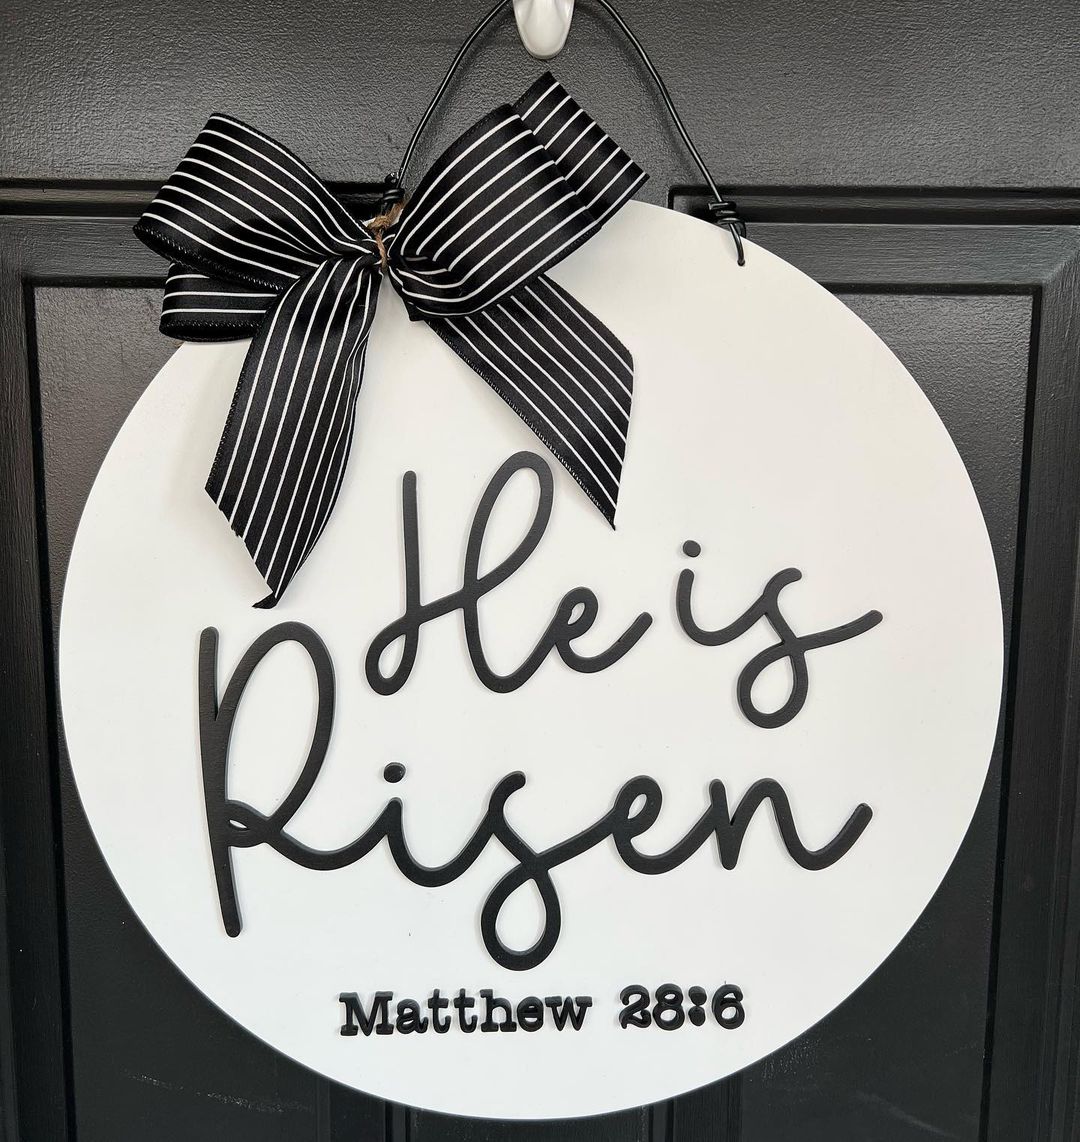 He is
Risen
Matthew 28:6